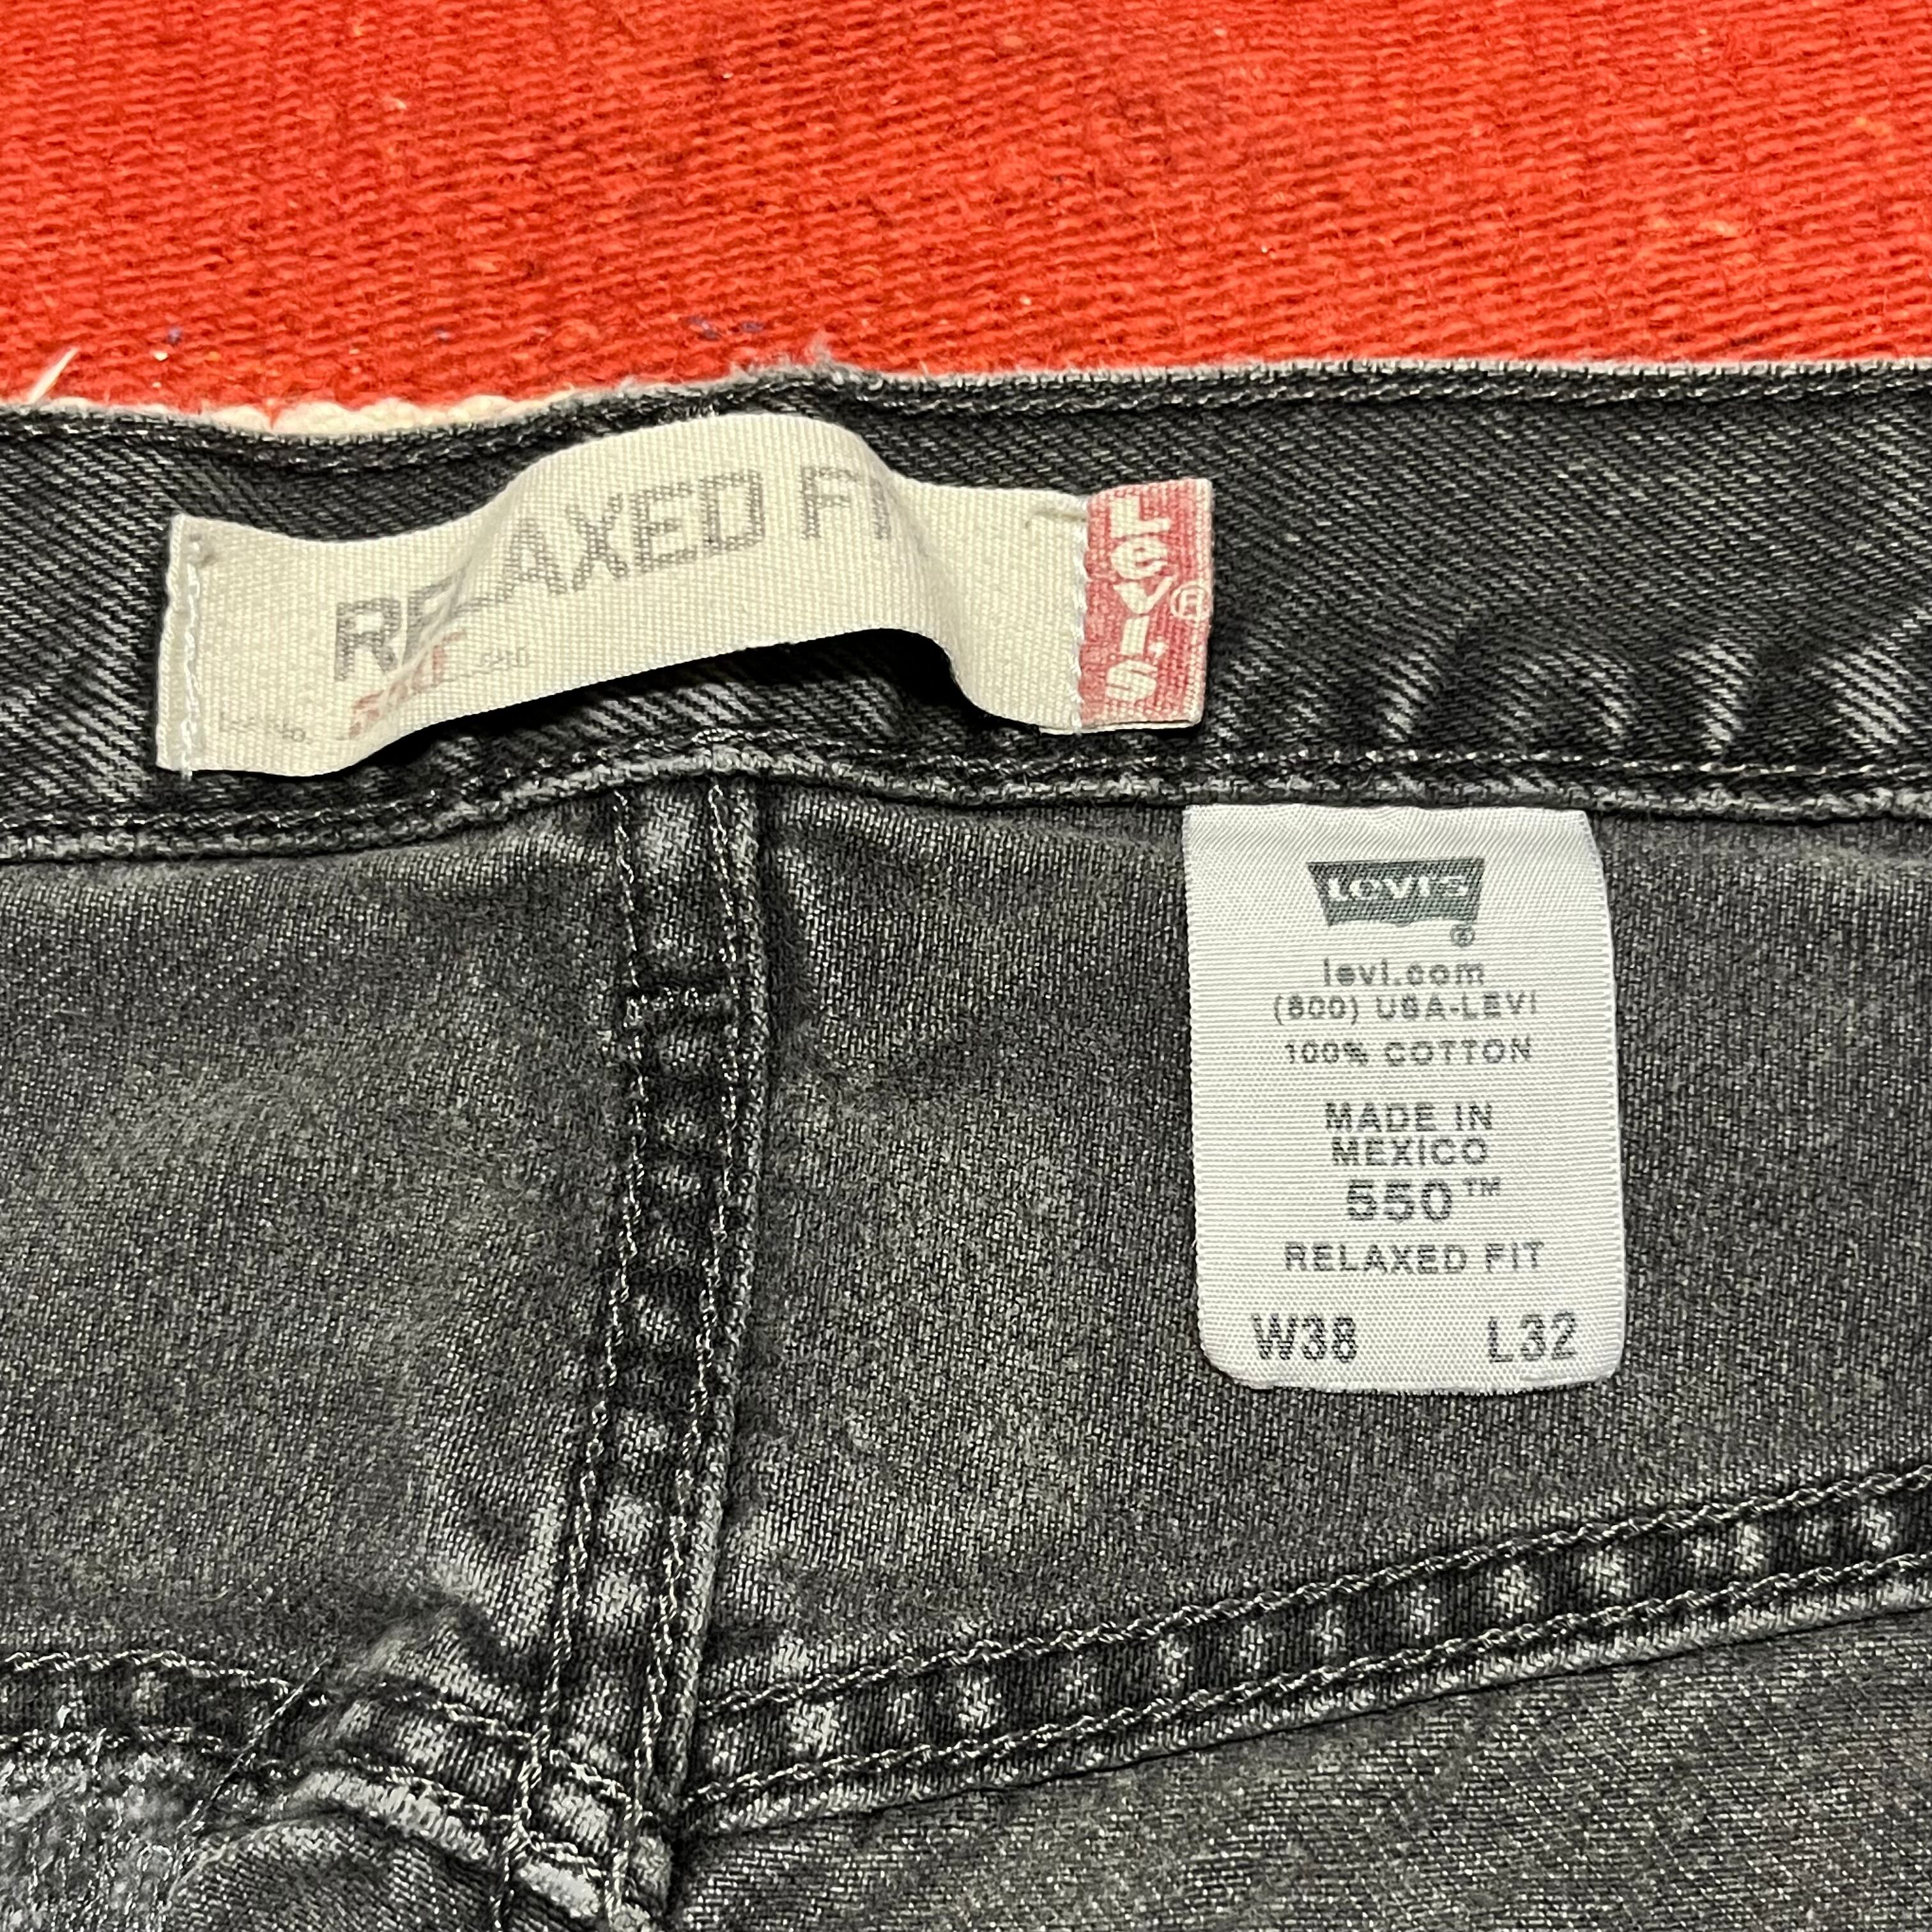 RELAXED FIT
Levi's®
LEVI'S
®
levi.com
(800) USA-LEVI
100% COTTON
MADE IN
MEXICO
550™
RELAXED FIT
W38 L32